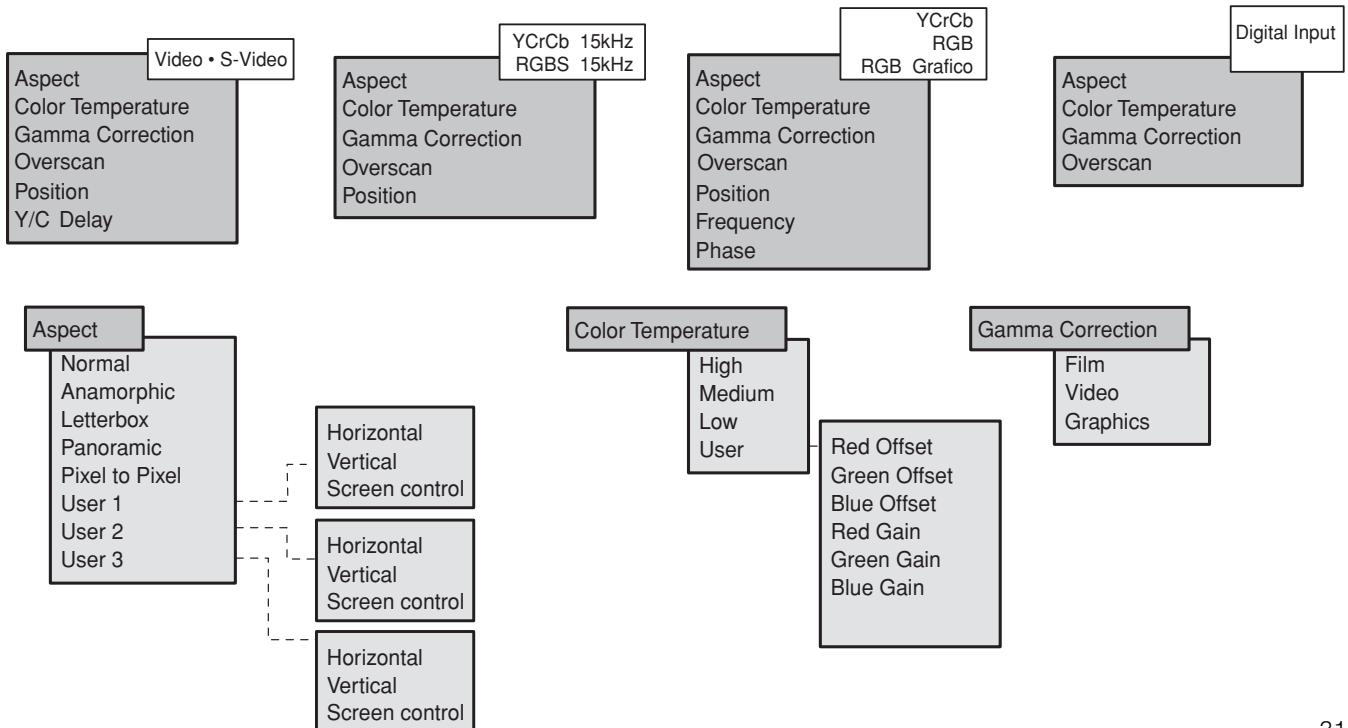 Video • S-Video
Aspect
Color Temperature
Gamma Correction
Overscan
Position
Y/C Delay
YCrCb 15kHz
RGBS 15kHz
Aspect
Color Temperature
Gamma Correction
Overscan
Position
YCrCb
RGB
RGB Grafico
Aspect
Color Temperature
Gamma Correction
Overscan
Position
Frequency
Phase
Digital Input
Aspect
Color Temperature
Gamma Correction
Overscan
Aspect
Normal
Anamorphic
Letterbox
Panoramic
Pixel to Pixel
User 1
User 2
User 3
Horizontal
Vertical
Screen control
Horizontal
Vertical
Screen control
Horizontal
Vertical
Screen control
Color Temperature
High
Medium
Low
User
Red Offset
Green Offset
Blue Offset
Red Gain
Green Gain
Blue Gain
Gamma Correction
Film
Video
Graphics